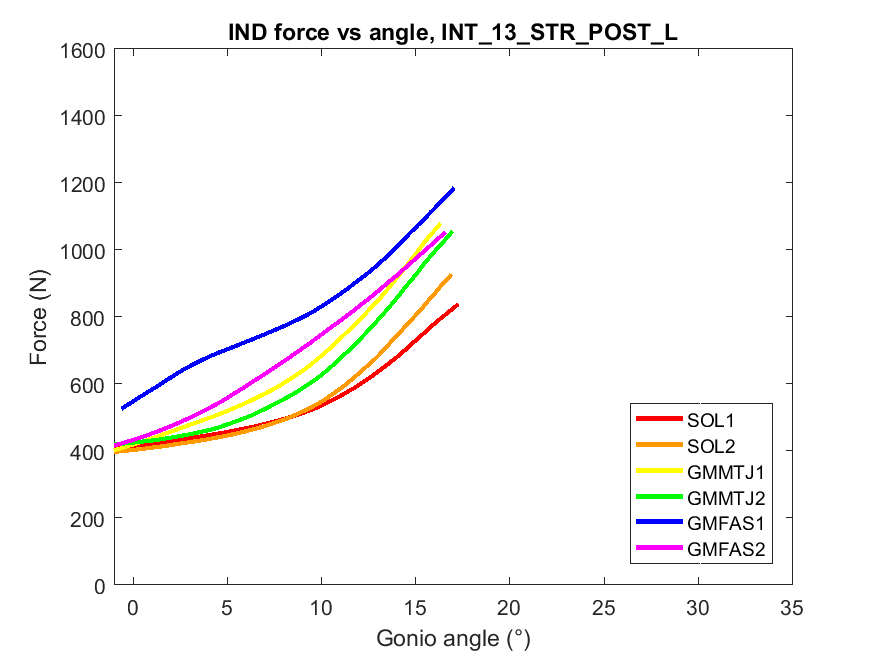 IND force vs angle, INT_13_STR_POST_L
1600
1400
1200
1000
800
600
400
200
0
Force (N)
0 5 10 15 20 25 30 35
Gonio angle (°)
SOL1
SOL2
GMMTJ1
GMMTJ2
GMFAS1
GMFAS2